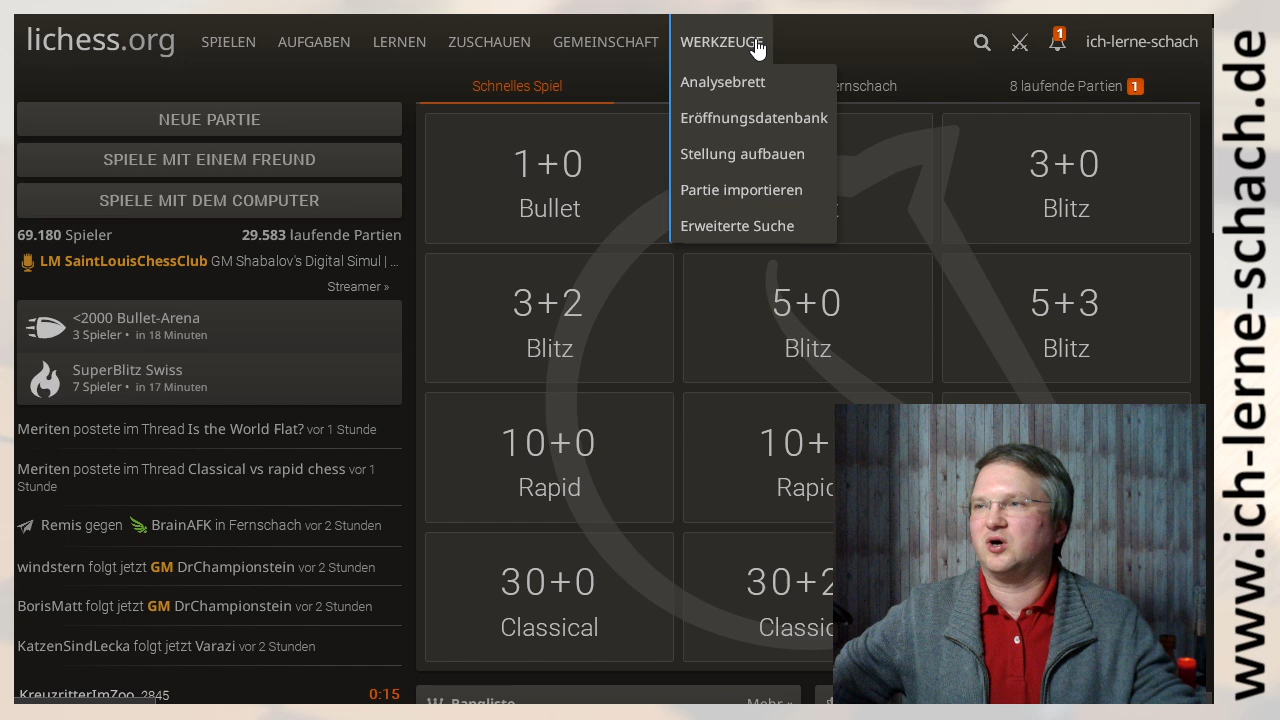 lichess.org
SPIELEN
AUFGABEN
LERNEN
ZUSCHAUEN
GEMEINSCHAFT
WERKZEUGE
1
ich-lerne-schach
Analysebrett
Eröffnungsdatenbank
Stellung aufbauen
Partie importieren
Erweiterte Suche
Schnelles Spiel
ernschach
8 laufende Partien 1
NEUE PARTIE
SPIELE MIT EINEM FREUND
SPIELE MIT DEM COMPUTER
69.180 Spieler
29.583 laufende Partien
LM SaintLouisChessClub GM Shabalov's Digital Simul | ...
Streamer »
<2000 Bullet-Arena
3 Spieler • in 18 Minuten
SuperBlitz Swiss
7 Spieler • in 17 Minuten
Meriten postete im Thread Is the World Flat? vor 1 Stunde
Meriten postete im Thread Classical vs rapid chess vor 1
Stunde
Remis gegen BrainAFK in Fernschach vor 2 Stunden
windstern folgt jetzt GM DrChampionstein vor 2 Stunden
BorisMatt folgt jetzt GM DrChampionstein vor 2 Stunden
KatzenSindLecka folgt jetzt Varazi vor 2 Stunden
KreuzritterImZoo 2845
0:15
1+0
Bullet
3+0
Blitz
3+2
Blitz
5+0
Blitz
5+3
Blitz
10+0
Rapid
10+
Rapid
30+0
Classical
30+2
Classic
Rangliste
Mehr »
www.ich-lerne-schach.de